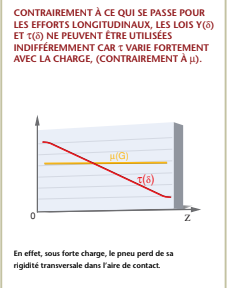 CONTRAIREMENT À CE QUI SE PASSE POUR
LES EFFORTS LONGITUDINAUX, LES LOIS Y(δ)
ET τ(δ) NE PEUVENT ÊTRE UTILISÉES
INDIFFÉREMMENT CAR τ VARIE FORTEMENT
AVEC LA CHARGE, (CONTRAIREMENT À μ).
μ(G)
τ(δ)
0
Z
En effet, sous forte charge, le pneu perd de sa
rigidité transversale dans l'aire de contact.